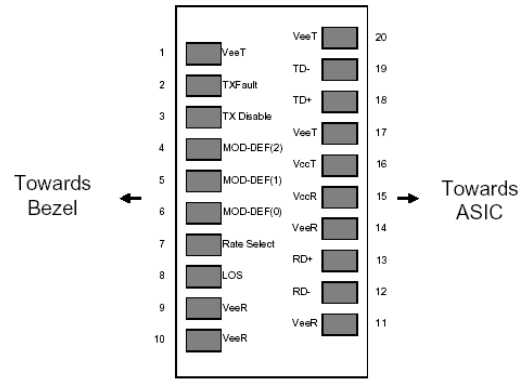 VeeT 20
1 VeeT
TD- 19
2 TXFault
TD+ 18
3 TX Disable
VeeT 17
4 MOD-DEF(2)
VccT 16
5 MOD-DEF(1)
Towards
Bezel
VccR 15
Towards
ASIC
6 MOD-DEF(0)
VeeR 14
7 Rate Select
RD+ 13
8 LOS
RD- 12
9 VeeR
VeeR 11
10 VeeR